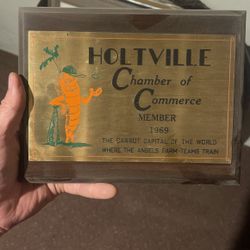 HOLTVILLE
Chamber of
Commerce
MEMBER
1969
THE CARROT CAPITAL OF THE WORLD
WHERE THE ANGELS FARM-TEAMS TRAIN